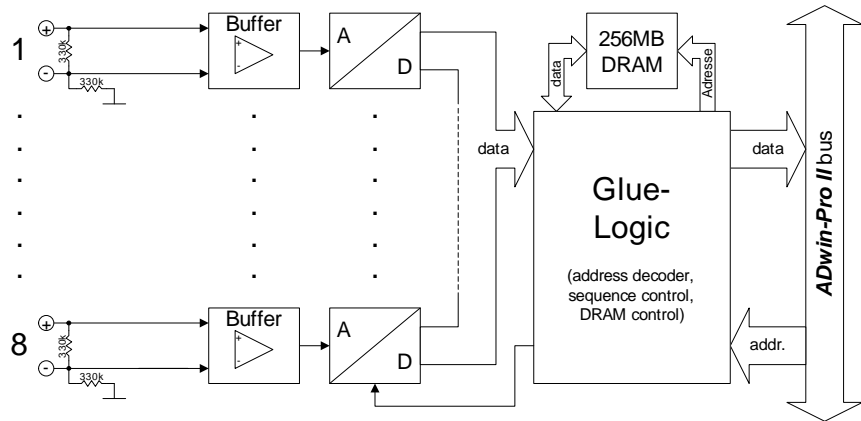 1
+
-
330k
330k
Buffer
+
-
A
D
data
data
256MB
DRAM
Adresse
Glue-
Logic
(address decoder,
sequence control,
DRAM control)
data
addr.
ADwin-Pro II bus
8
+
-
330k
330k
Buffer
+
-
A
D